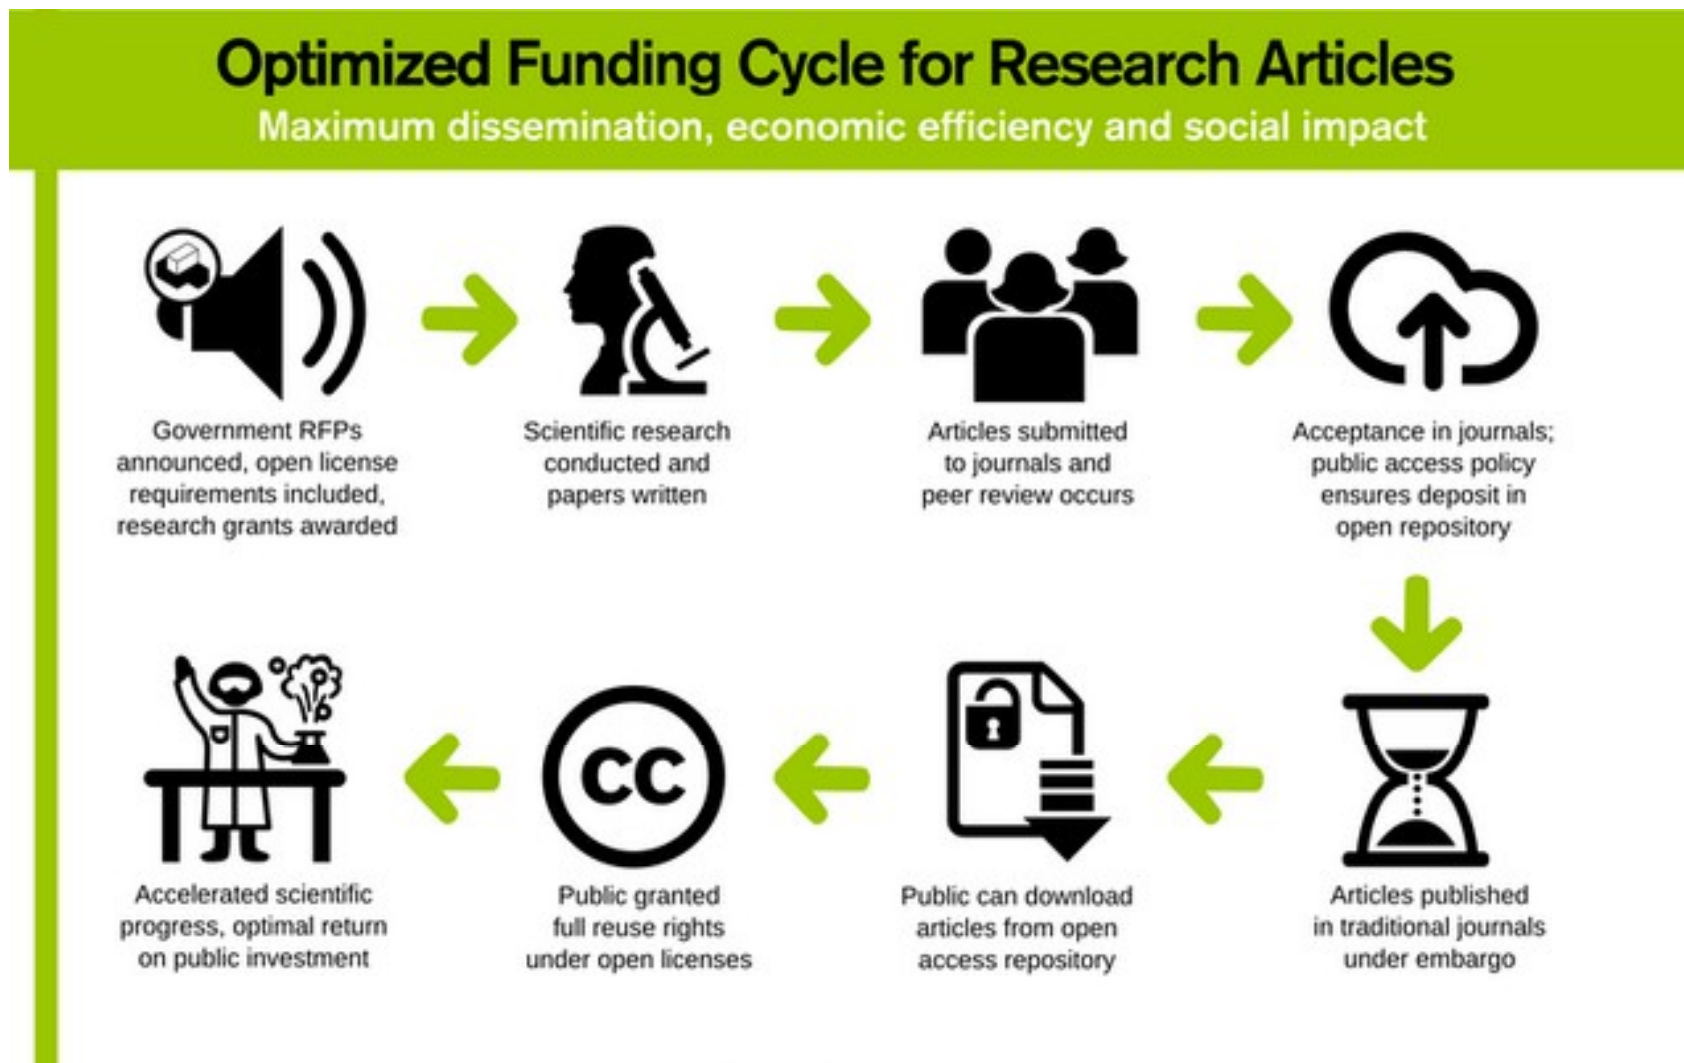 Optimized Funding Cycle for Research Articles
Maximum dissemination, economic efficiency and social impact
Government RFPs
announced, open license
requirements included,
research grants awarded
Scientific research
conducted and
papers written
Articles submitted
to journals and
peer review occurs
Acceptance in journals;
public access policy
ensures deposit in
open repository
Articles published
in traditional journals
under embargo
Public can download
articles from open
access repository
CC
Public granted
full reuse rights
under open licenses
Accelerated scientific
progress, optimal return
on public investment